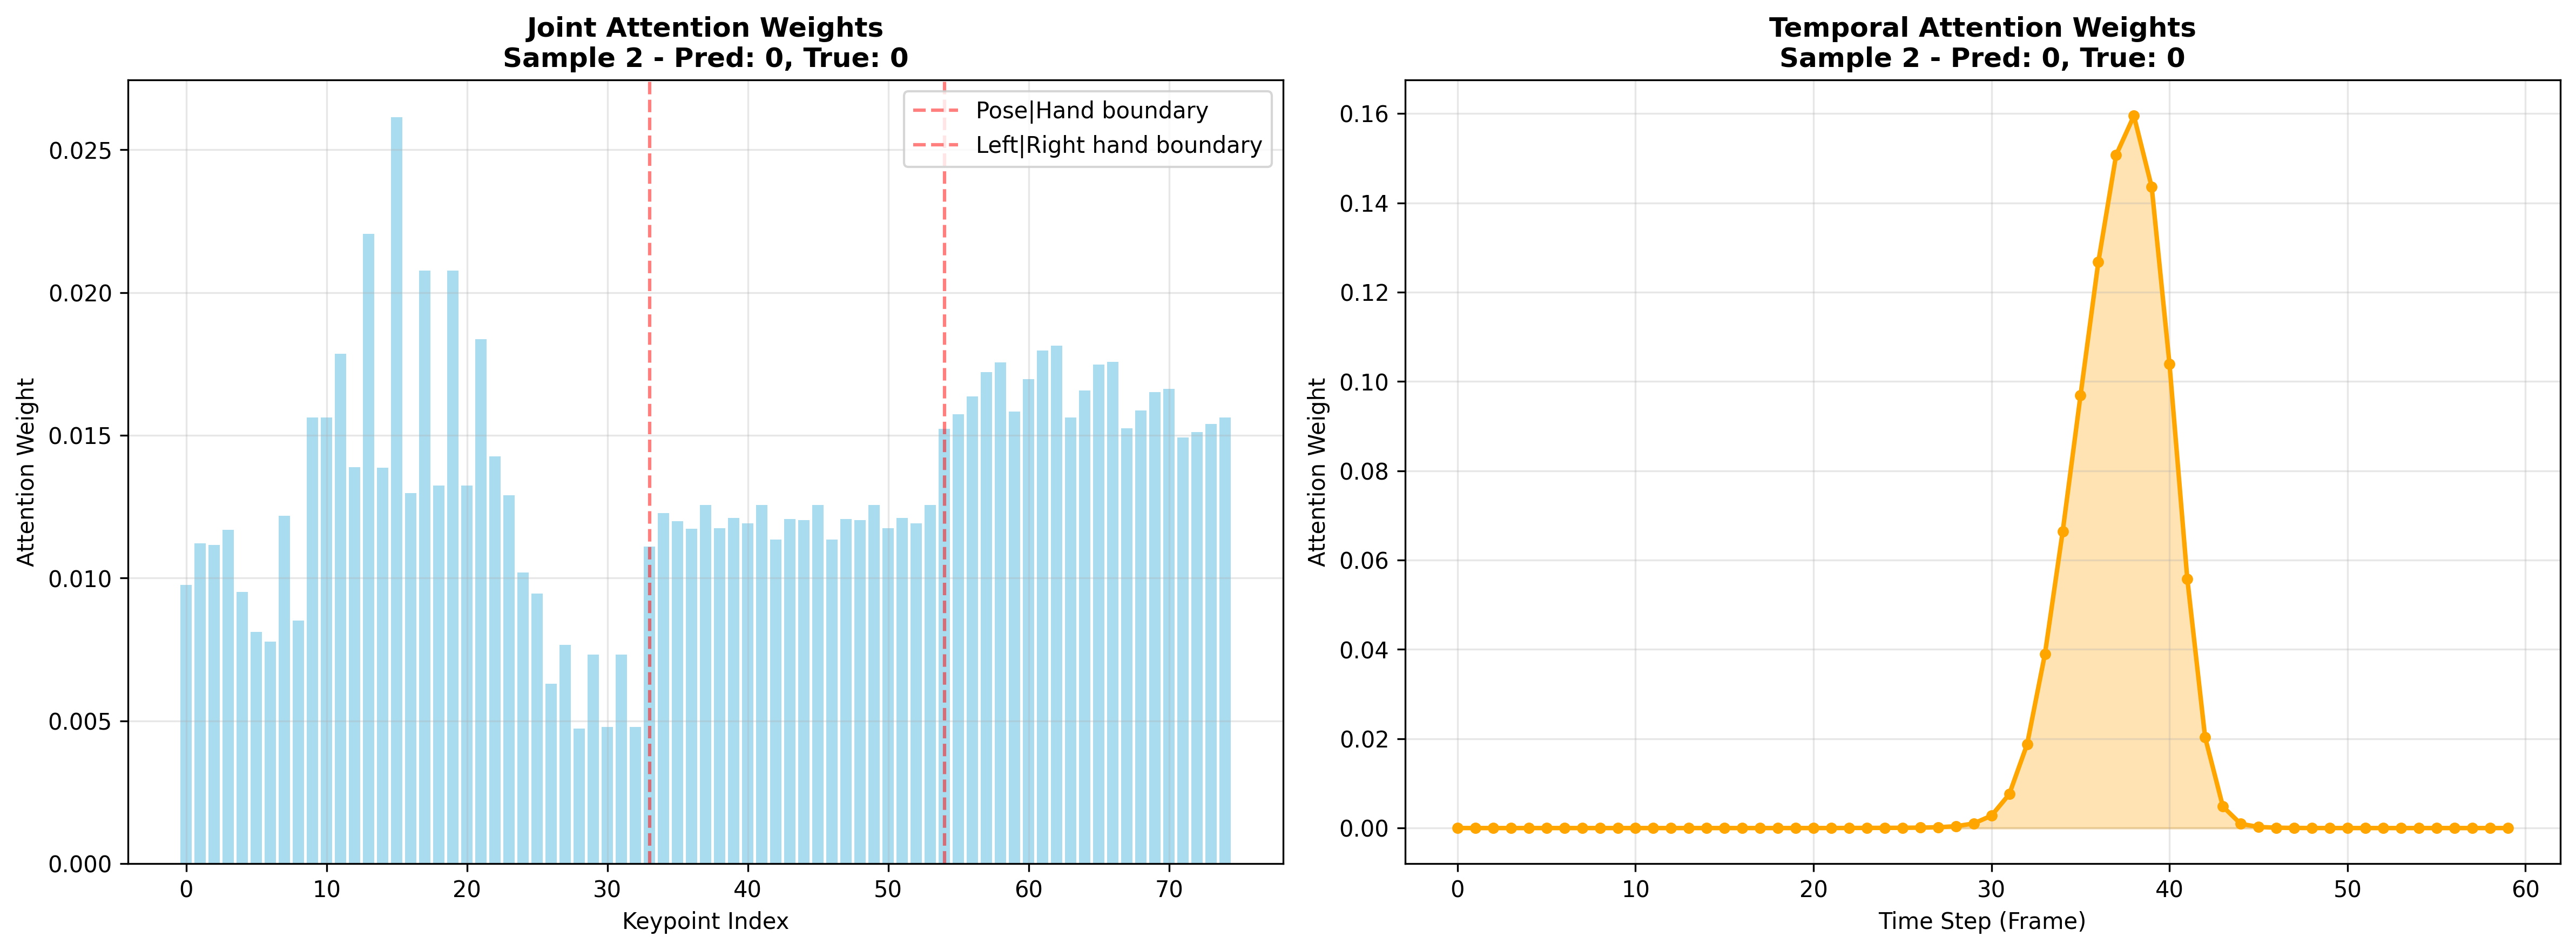 Joint Attention Weights
Sample 2 - Pred: 0, True: 0
Pose|Hand boundary
Left|Right hand boundary
0.025
0.020
0.015
0.010
0.005
0.000
Attention Weight
0 10 20 30 40 50 60 70
Keypoint Index
Temporal Attention Weights
Sample 2 - Pred: 0, True: 0
0.16
0.14
0.12
0.10
0.08
0.06
0.04
0.02
0.00
Attention Weight
0 10 20 30 40 50 60
Time Step (Frame)